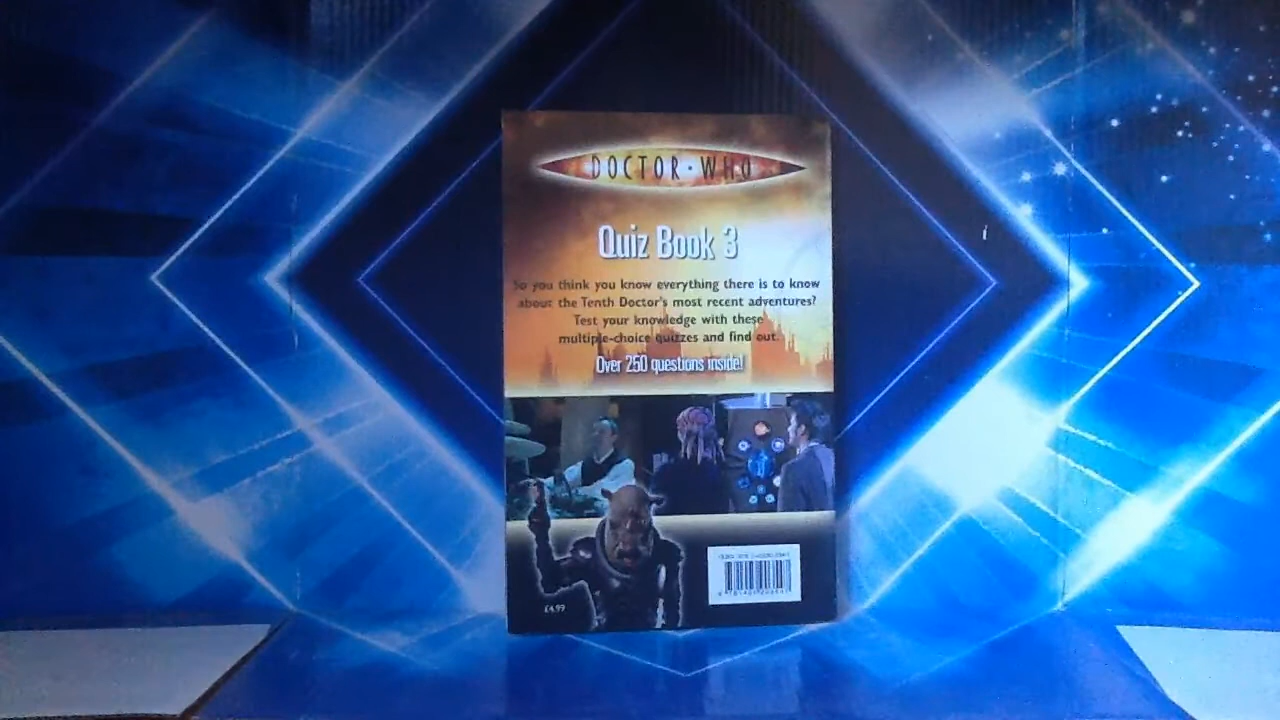 DOCTOR·WHO
Quiz Book 3
So you think you know everything there is to know
about the Tenth Doctor's most recent adventures?
Test your knowledge with these
multiple-choice quizzes and find out.
Over 250 questions inside!
£4.99